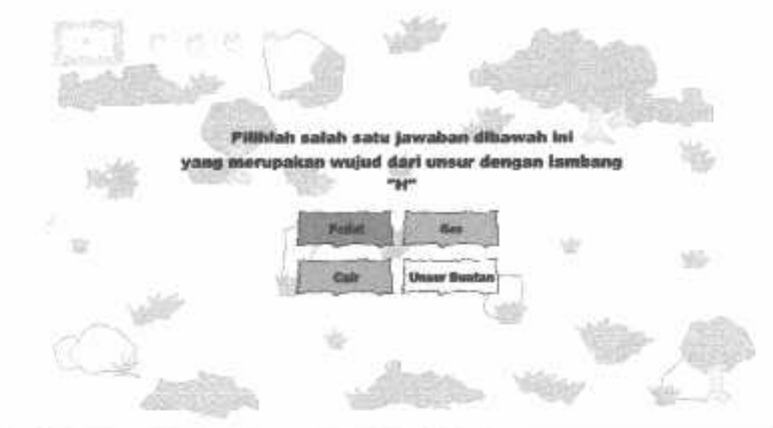 Pilihlah salah satu jawaban dibawah ini
yang merupakan wujud dari unsur dengan lambang
"H"
Padat Gas
Cair Unsur Buatan